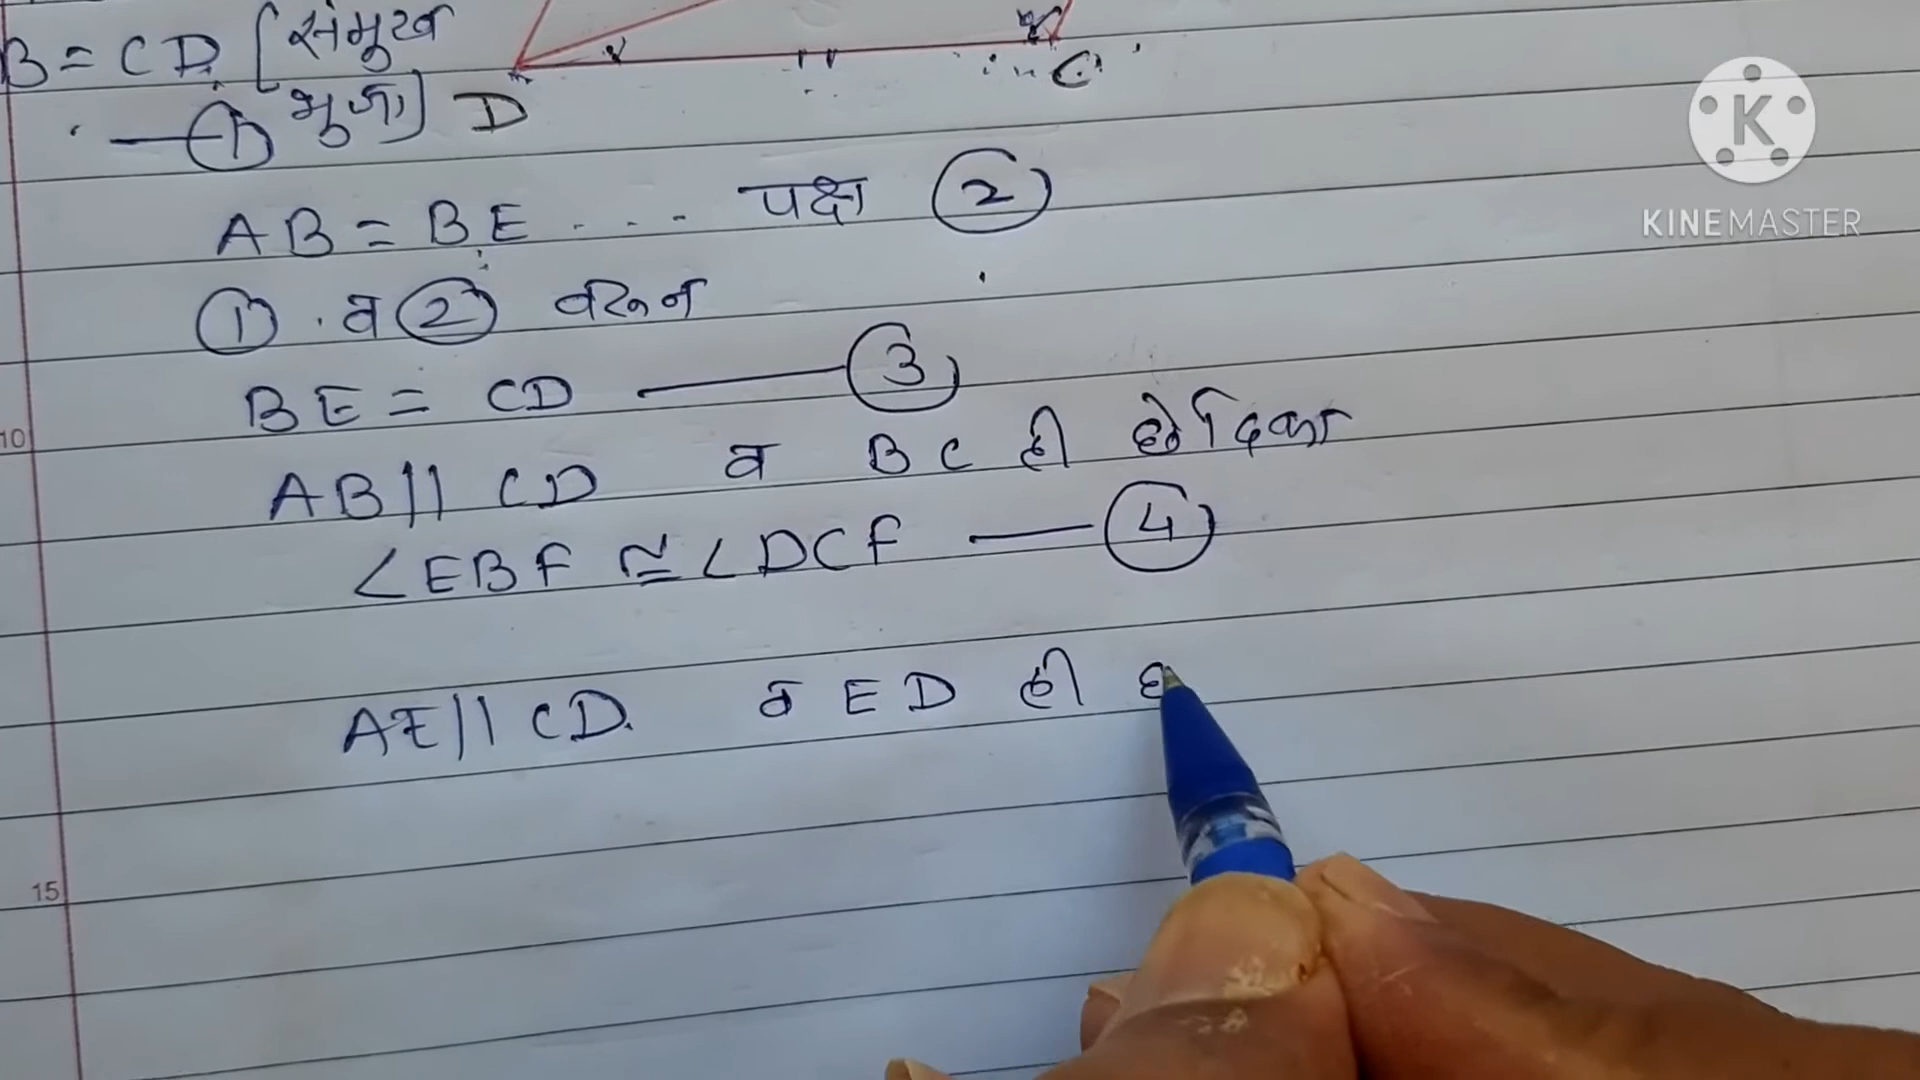 B = CD [संमुख
— ① भुजा] D
C
AB = BE ... पक्ष ②
① व ② वरून
BE = CD — ③
AB || CD व BC ही छेदिका
∠EBF ≅ ∠DCF — ④
AE || CD. व ED ही
10
15
K
KINEMASTER